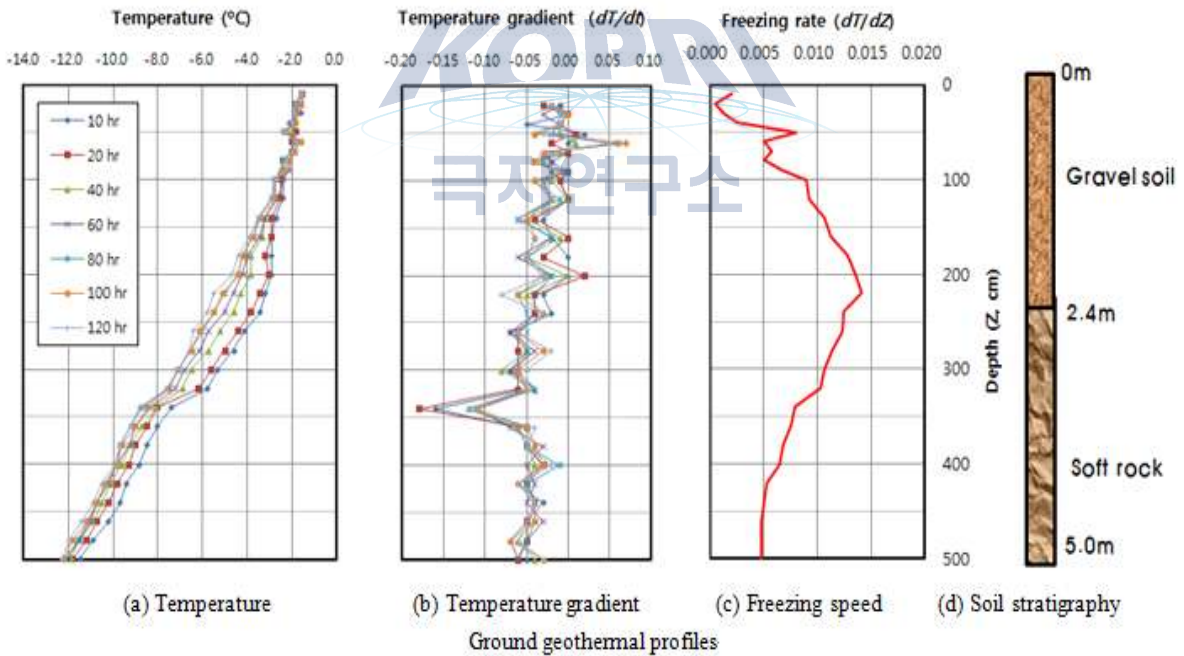 Temperature (°C)
-14.0 -12.0 -10.0 -8.0 -6.0 -4.0 -2.0 0.0
10 hr
20 hr
40 hr
60 hr
80 hr
100 hr
120 hr
(a) Temperature
Temperature gradient (dT/dt)
-0.20 -0.15 -0.10 -0.05 0.00 0.05 0.10
KOPRI
극지연구소
(b) Temperature gradient
Freezing rate (dT/dZ)
0.000 0.005 0.010 0.015 0.020
0
100
200
300
400
500
Depth (Z, cm)
(c) Freezing speed
0m
Gravel soil
2.4m
Soft rock
5.0m
(d) Soil stratigraphy
Ground geothermal profiles